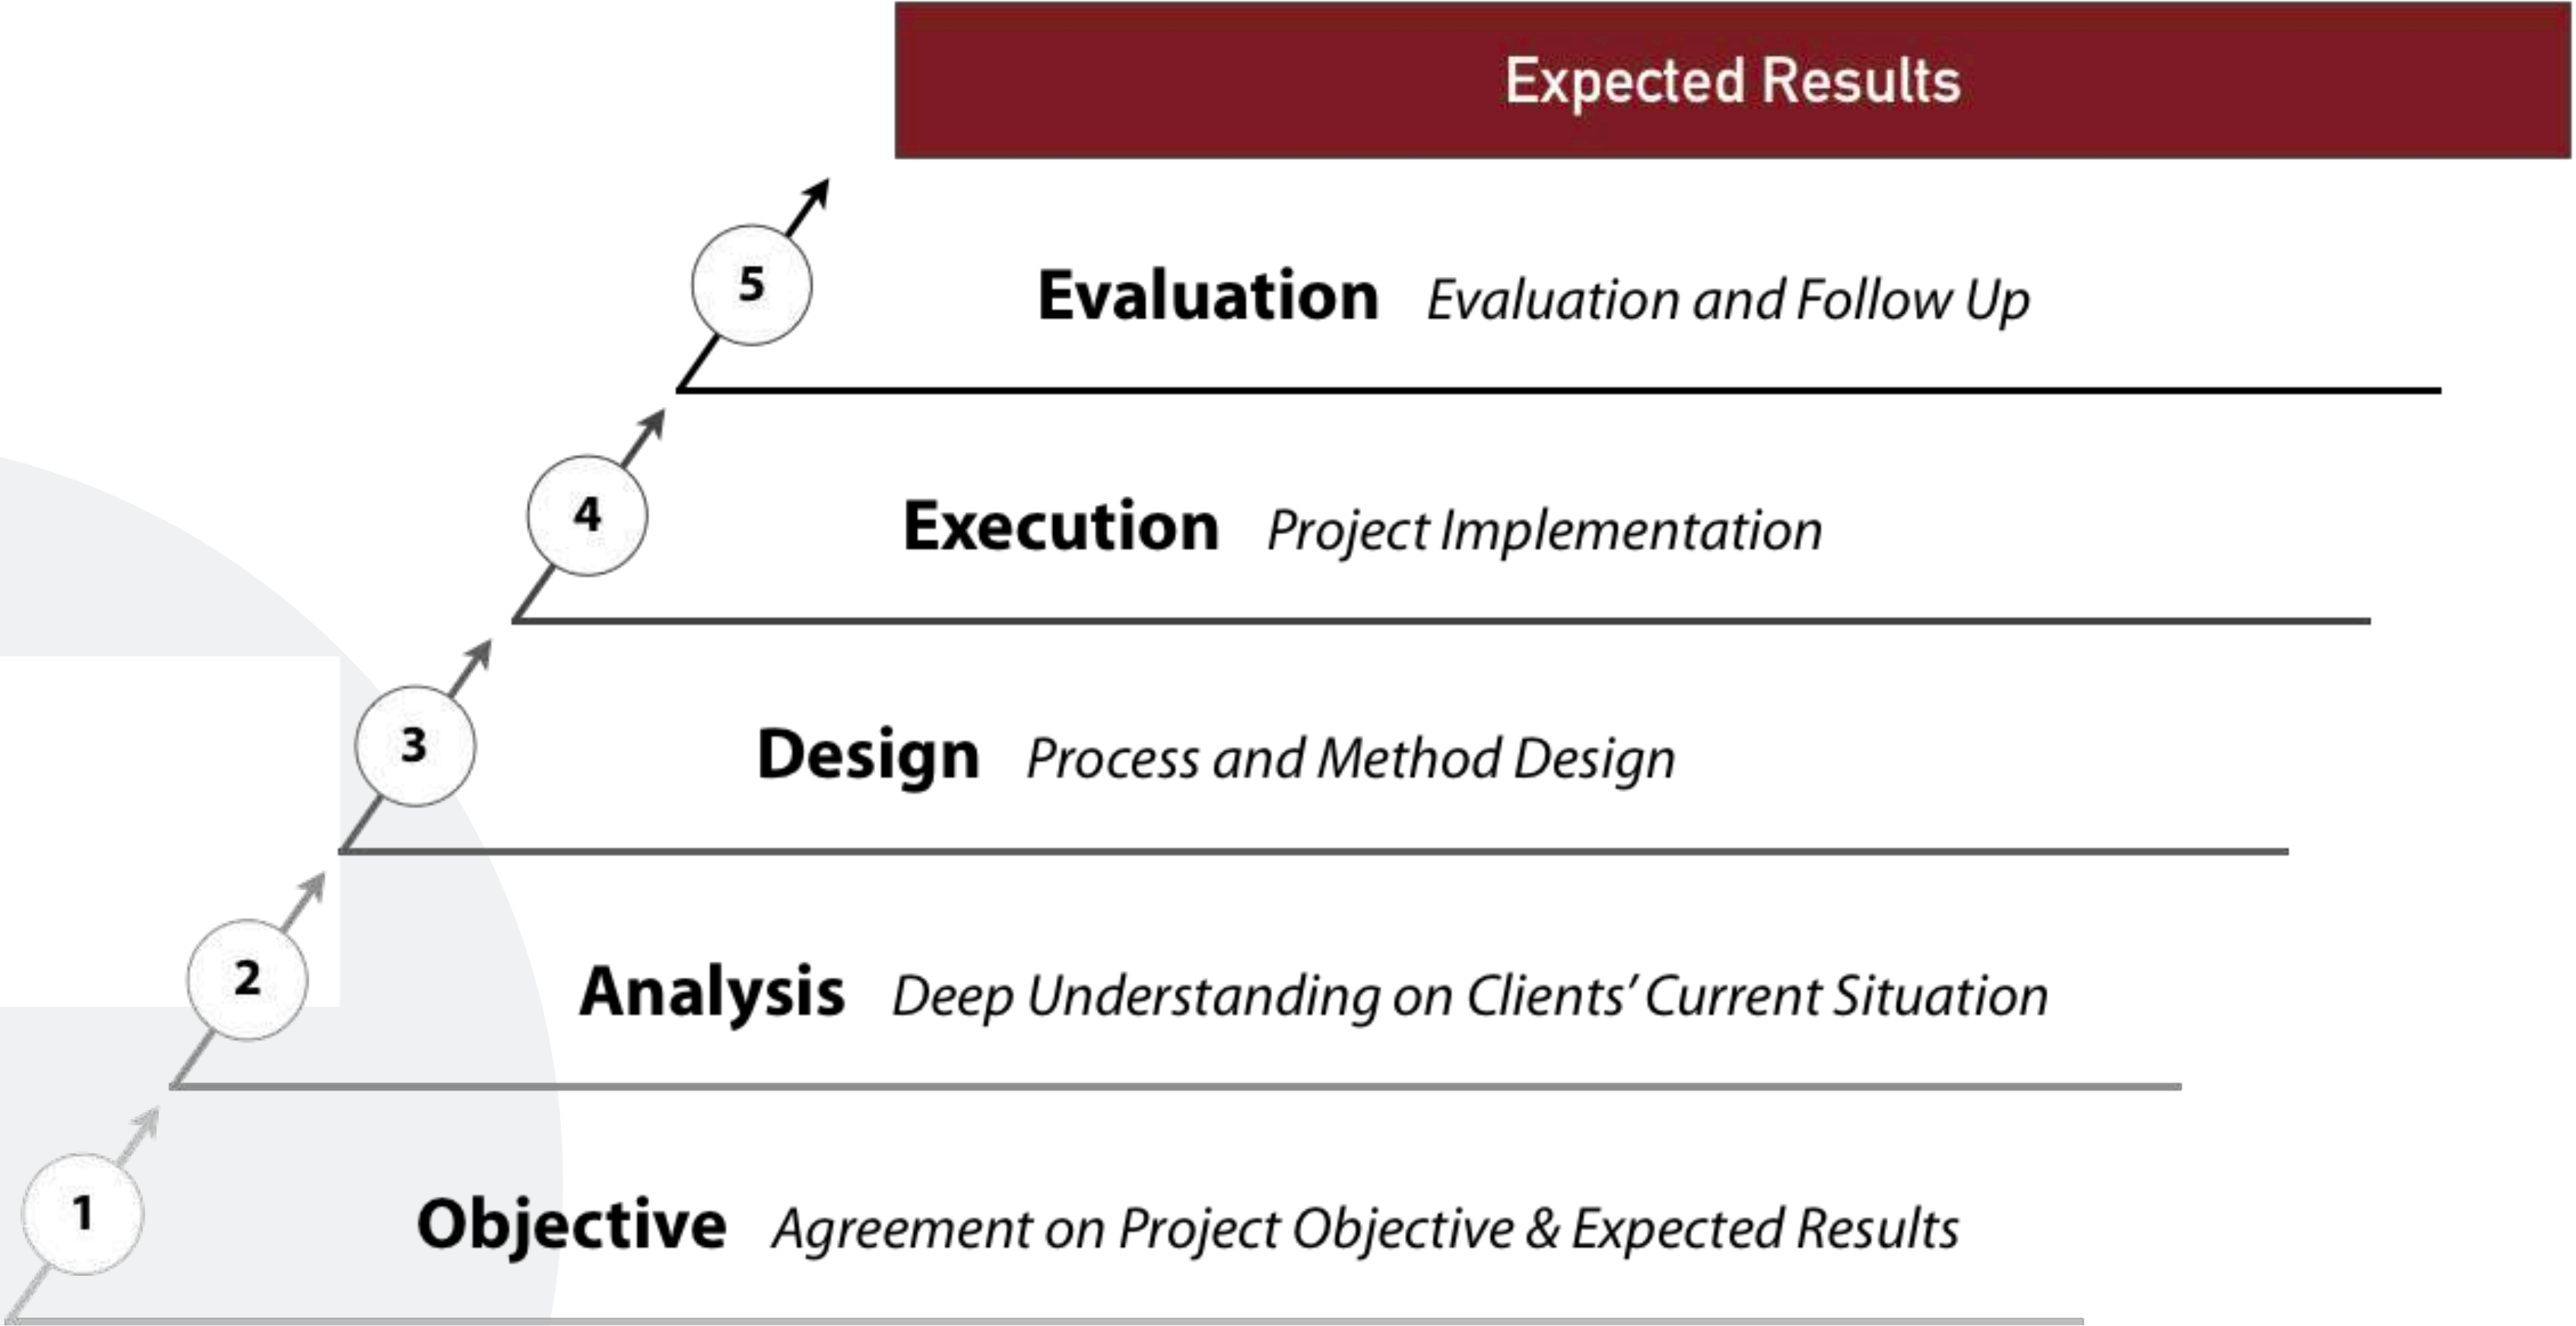 Expected Results
5 Evaluation Evaluation and Follow Up
4 Execution Project Implementation
3 Design Process and Method Design
2 Analysis Deep Understanding on Clients’ Current Situation
1 Objective Agreement on Project Objective & Expected Results